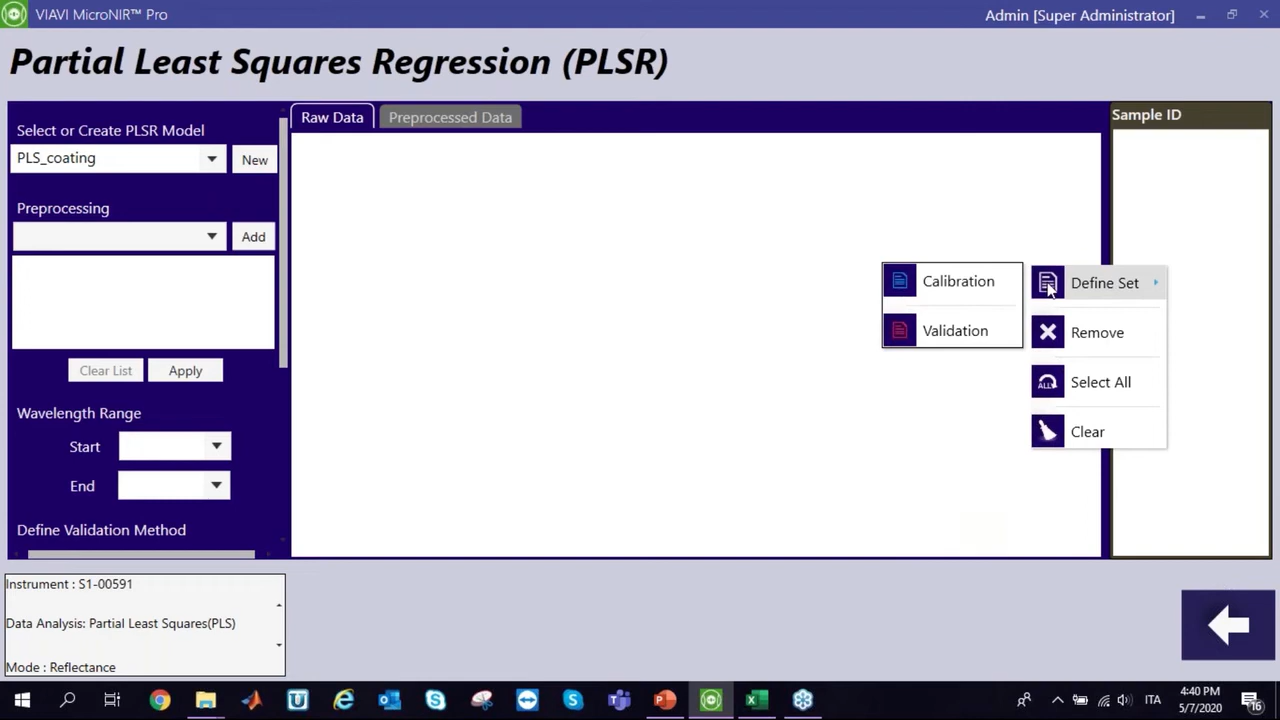 VIAVI MicroNIR™ Pro
Admin [Super Administrator]
Partial Least Squares Regression (PLSR)
Select or Create PLSR Model
PLS_coating
New
Preprocessing
Add
Clear List
Apply
Wavelength Range
Start
End
Define Validation Method
Raw Data
Preprocessed Data
Sample ID
Calibration
Validation
Define Set
Remove
ALL
Select All
Clear
Instrument : S1-00591
Data Analysis: Partial Least Squares(PLS)
Mode : Reflectance
ITA
4:40 PM
5/7/2020
16